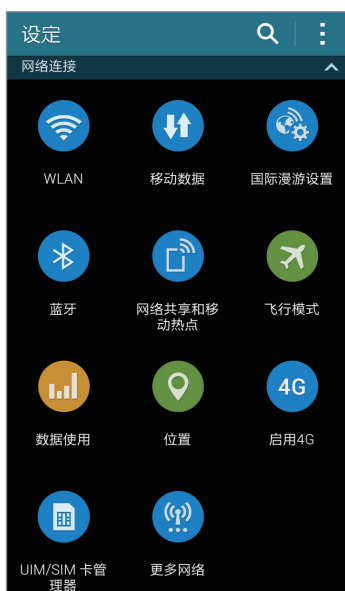 设定
网络连接
WLAN
移动数据
国际漫游设置
蓝牙
网络共享和移
动热点
飞行模式
数据使用
位置
4G
启用4G
UIM/SIM 卡管
理器
更多网络